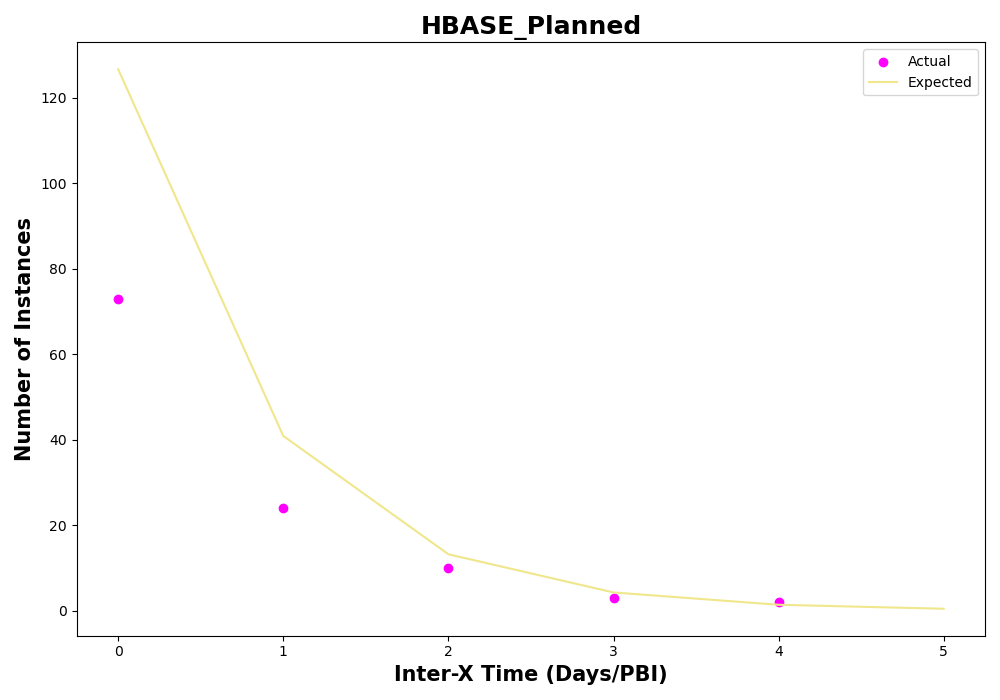 HBASE_Planned
Actual
Expected
Number of Instances
120
100
80
60
40
20
0
0 1 2 3 4 5
Inter-X Time (Days/PBI)